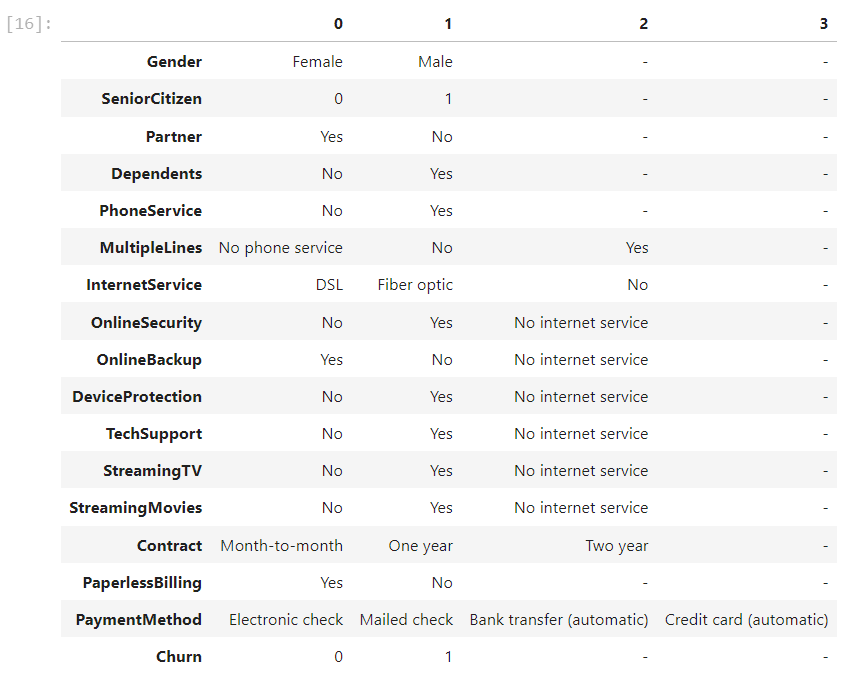 [16]: 0 1 2 3
Gender Female Male - -
SeniorCitizen 0 1 - -
Partner Yes No - -
Dependents No Yes - -
PhoneService No Yes - -
MultipleLines No phone service No Yes -
InternetService DSL Fiber optic No -
OnlineSecurity No Yes No internet service -
OnlineBackup Yes No No internet service -
DeviceProtection No Yes No internet service -
TechSupport No Yes No internet service -
StreamingTV No Yes No internet service -
StreamingMovies No Yes No internet service -
Contract Month-to-month One year Two year -
PaperlessBilling Yes No - -
PaymentMethod Electronic check Mailed check Bank transfer (automatic) Credit card (automatic)
Churn 0 1 - -